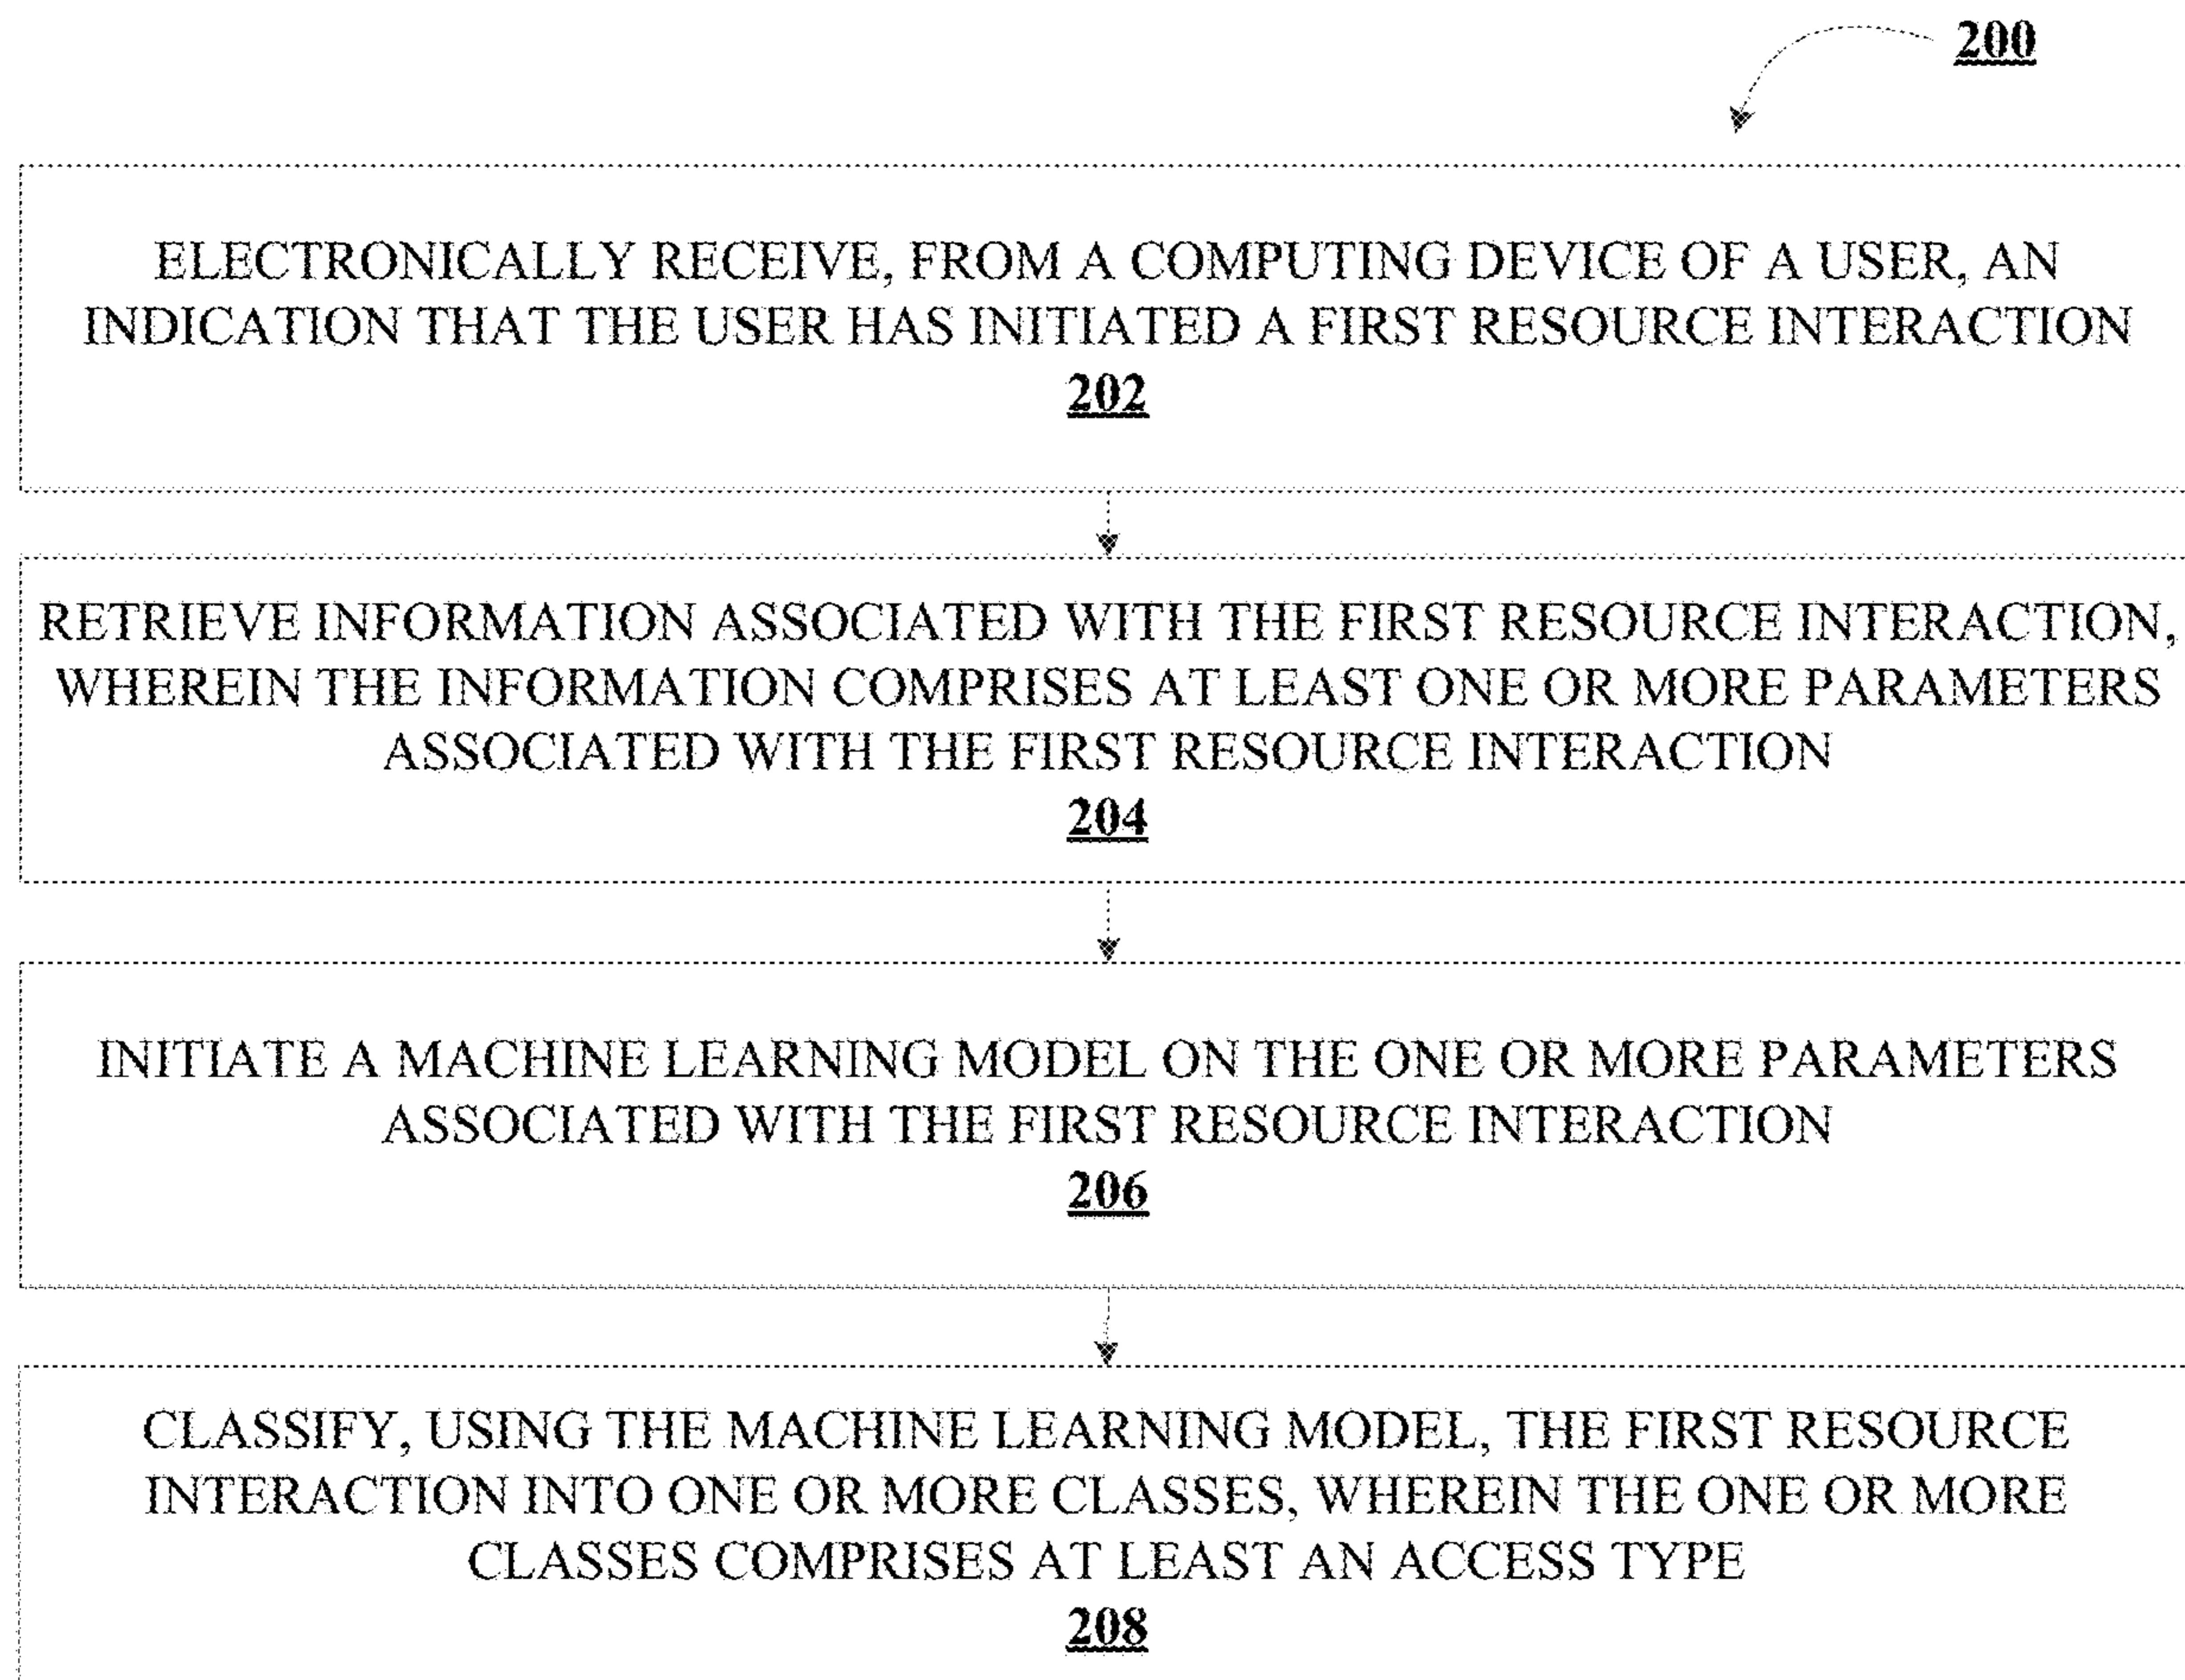 200
ELECTRONICALLY RECEIVE, FROM A COMPUTING DEVICE OF A USER, AN
INDICATION THAT THE USER HAS INITIATED A FIRST RESOURCE INTERACTION
202
RETRIEVE INFORMATION ASSOCIATED WITH THE FIRST RESOURCE INTERACTION,
WHEREIN THE INFORMATION COMPRISES AT LEAST ONE OR MORE PARAMETERS
ASSOCIATED WITH THE FIRST RESOURCE INTERACTION
204
INITIATE A MACHINE LEARNING MODEL ON THE ONE OR MORE PARAMETERS
ASSOCIATED WITH THE FIRST RESOURCE INTERACTION
206
CLASSIFY, USING THE MACHINE LEARNING MODEL, THE FIRST RESOURCE
INTERACTION INTO ONE OR MORE CLASSES, WHEREIN THE ONE OR MORE
CLASSES COMPRISES AT LEAST AN ACCESS TYPE
208